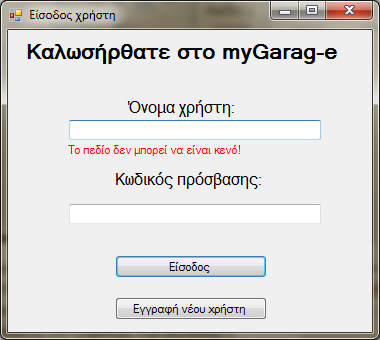 Είσοδος χρήστη
Καλωσήρθατε στο myGarag-e
Όνομα χρήστη:
Το πεδίο δεν μπορεί να είναι κενό!
Κωδικός πρόσβασης:
Είσοδος
Εγγραφή νέου χρήστη